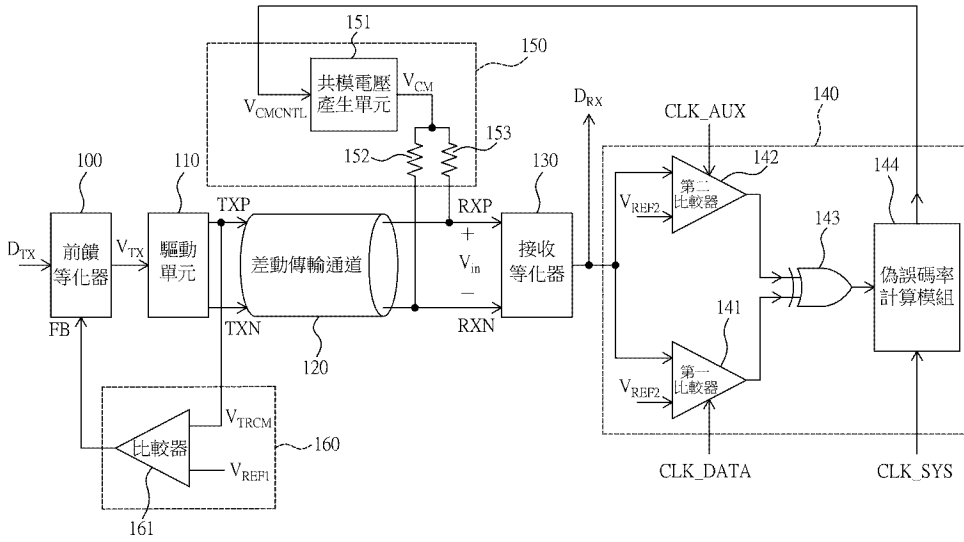 151
150
共模電壓
產生單元
V_CM
V_CMCNTL
D_RX
CLK_AUX
140
152
153
142
144
第二
比較器
V_REF2
100
110
TXP
RXP
130
D_TX
前饋
等化器
V_TX
驅動
單元
差動傳輸通道
+
V_in
−
接收
等化器
143
偽誤碼率
計算模組
FB
TXN
RXN
120
141
第一
比較器
V_REF2
V_TRCM
比較器
160
V_REF1
161
CLK_DATA
CLK_SYS